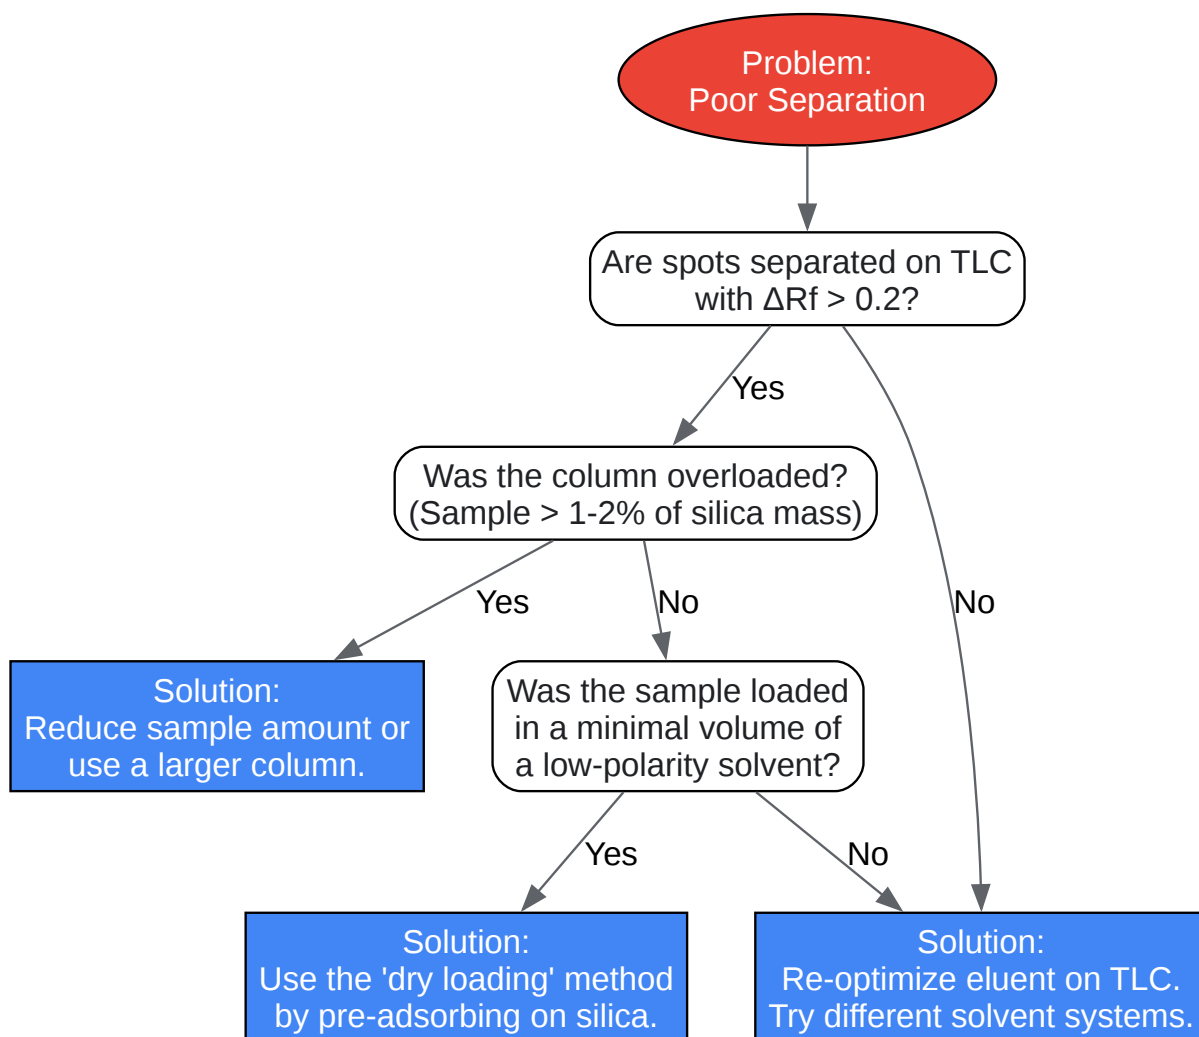 Problem:
Poor Separation
Are spots separated on TLC
with ΔRf > 0.2?
Yes
Was the column overloaded?
(Sample > 1-2% of silica mass)
Yes
No
No
Solution:
Reduce sample amount or
use a larger column.
Was the sample loaded
in a minimal volume of
a low-polarity solvent?
Yes
No
Solution:
Use the 'dry loading' method
by pre-adsorbing on silica.
Solution:
Re-optimize eluent on TLC.
Try different solvent systems.